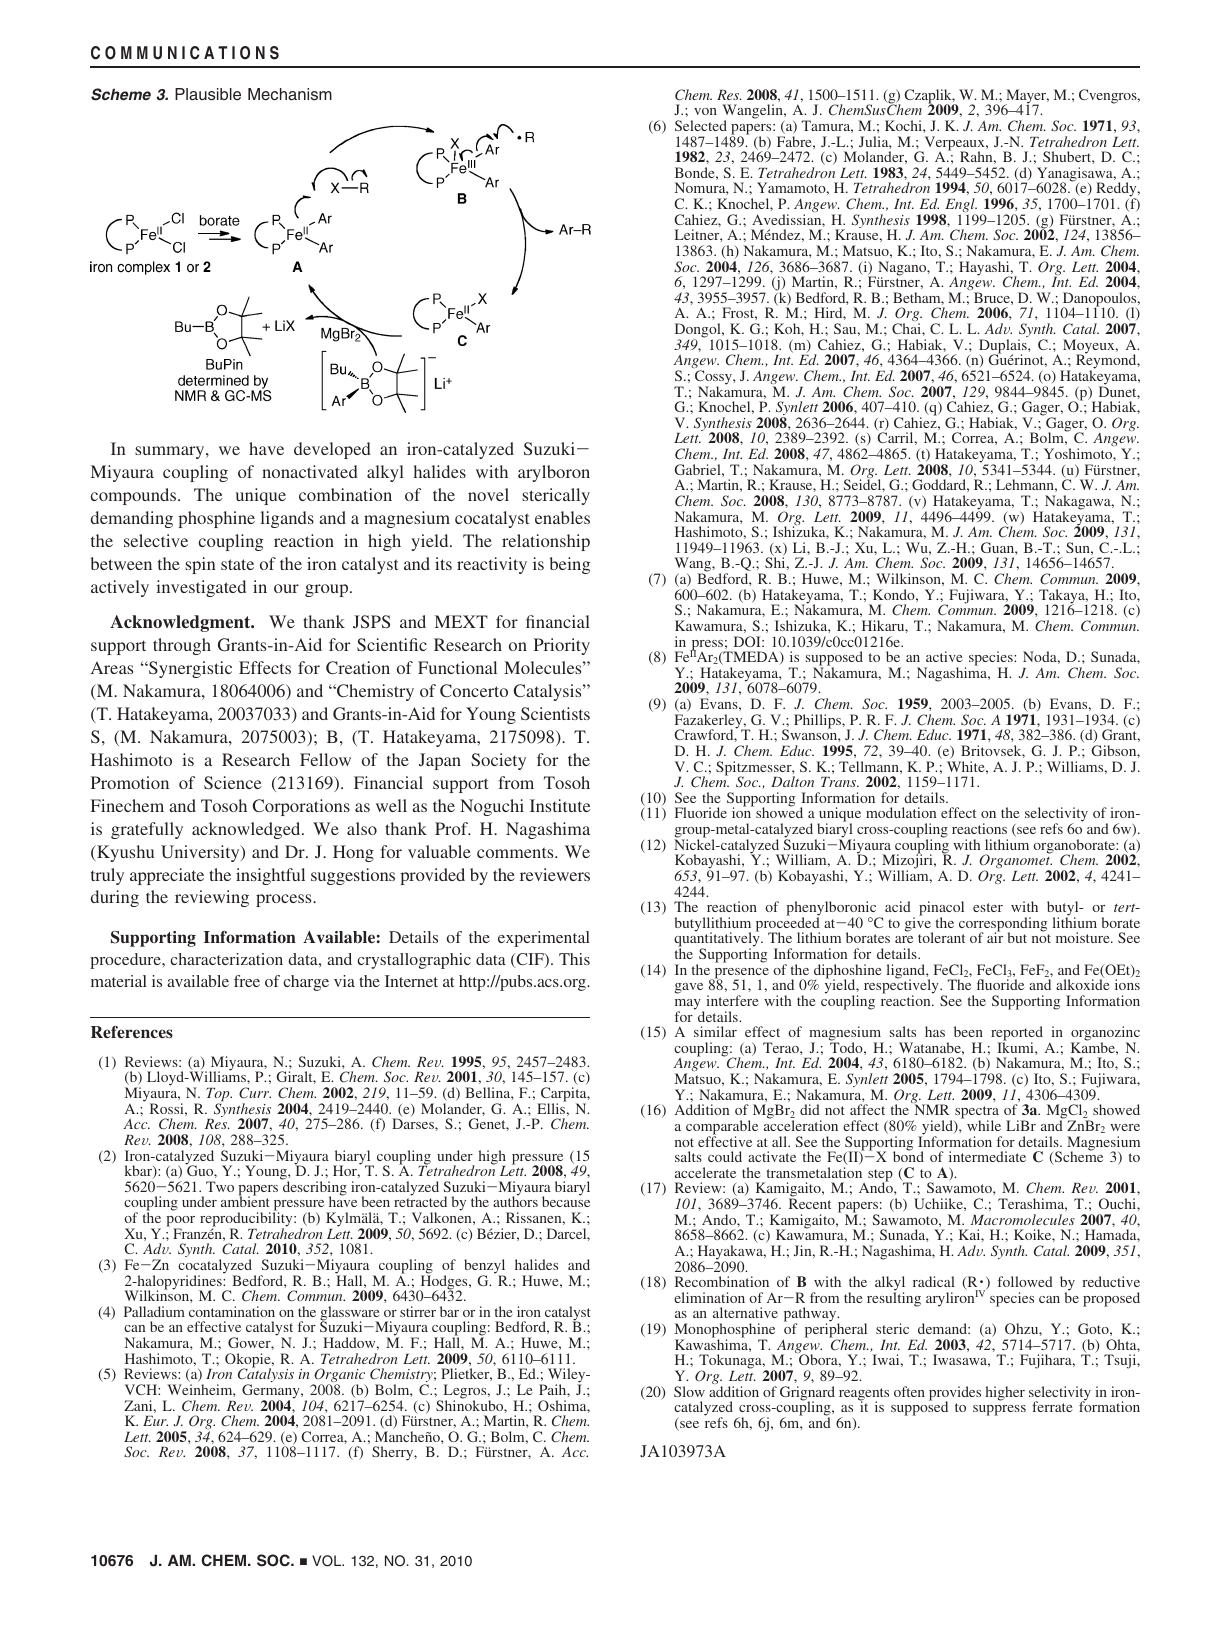 COMMUNICATIONS
Scheme 3. Plausible Mechanism
P
P
FeII
Cl
Cl
iron complex 1 or 2
borate
P
P
FeII
Ar
Ar
A
X—R
P
P
X
FeIII
Ar
Ar
B
• R
Ar–R
P
P
FeII
X
Ar
C
MgBr2
Bu
Ar
B
O
O
−
Li+
Bu–B
O
O
+ LiX
BuPin
determined by
NMR & GC-MS
In summary, we have developed an iron-catalyzed Suzuki−
Miyaura coupling of nonactivated alkyl halides with arylboron
compounds. The unique combination of the novel sterically
demanding phosphine ligands and a magnesium cocatalyst enables
the selective coupling reaction in high yield. The relationship
between the spin state of the iron catalyst and its reactivity is being
actively investigated in our group.
Acknowledgment. We thank JSPS and MEXT for financial
support through Grants-in-Aid for Scientific Research on Priority
Areas “Synergistic Effects for Creation of Functional Molecules”
(M. Nakamura, 18064006) and “Chemistry of Concerto Catalysis”
(T. Hatakeyama, 20037033) and Grants-in-Aid for Young Scientists
S, (M. Nakamura, 2075003); B, (T. Hatakeyama, 2175098). T.
Hashimoto is a Research Fellow of the Japan Society for the
Promotion of Science (213169). Financial support from Tosoh
Finechem and Tosoh Corporations as well as the Noguchi Institute
is gratefully acknowledged. We also thank Prof. H. Nagashima
(Kyushu University) and Dr. J. Hong for valuable comments. We
truly appreciate the insightful suggestions provided by the reviewers
during the reviewing process.
Supporting Information Available: Details of the experimental
procedure, characterization data, and crystallographic data (CIF). This
material is available free of charge via the Internet at http://pubs.acs.org.
References
(1) Reviews: (a) Miyaura, N.; Suzuki, A. Chem. Rev. 1995, 95, 2457–2483.
(b) Lloyd-Williams, P.; Giralt, E. Chem. Soc. Rev. 2001, 30, 145–157. (c)
Miyaura, N. Top. Curr. Chem. 2002, 219, 11–59. (d) Bellina, F.; Carpita,
A.; Rossi, R. Synthesis 2004, 2419–2440. (e) Molander, G. A.; Ellis, N.
Acc. Chem. Res. 2007, 40, 275–286. (f) Darses, S.; Genet, J.-P. Chem.
Rev. 2008, 108, 288–325.
(2) Iron-catalyzed Suzuki−Miyaura biaryl coupling under high pressure (15
kbar): (a) Guo, Y.; Young, D. J.; Hor, T. S. A. Tetrahedron Lett. 2008, 49,
5620−5621. Two papers describing iron-catalyzed Suzuki−Miyaura biaryl
coupling under ambient pressure have been retracted by the authors because
of the poor reproducibility: (b) Kylmälä, T.; Valkonen, A.; Rissanen, K.;
Xu, Y.; Franzén, R. Tetrahedron Lett. 2009, 50, 5692. (c) Bézier, D.; Darcel,
C. Adv. Synth. Catal. 2010, 352, 1081.
(3) Fe−Zn cocatalyzed Suzuki−Miyaura coupling of benzyl halides and
2-halopyridines: Bedford, R. B.; Hall, M. A.; Hodges, G. R.; Huwe, M.;
Wilkinson, M. C. Chem. Commun. 2009, 6430–6432.
(4) Palladium contamination on the glassware or stirrer bar or in the iron catalyst
can be an effective catalyst for Suzuki−Miyaura coupling: Bedford, R. B.;
Nakamura, M.; Gower, N. J.; Haddow, M. F.; Hall, M. A.; Huwe, M.;
Hashimoto, T.; Okopie, R. A. Tetrahedron Lett. 2009, 50, 6110–6111.
(5) Reviews: (a) Iron Catalysis in Organic Chemistry; Plietker, B., Ed.; Wiley-
VCH: Weinheim, Germany, 2008. (b) Bolm, C.; Legros, J.; Le Paih, J.;
Zani, L. Chem. Rev. 2004, 104, 6217–6254. (c) Shinokubo, H.; Oshima,
K. Eur. J. Org. Chem. 2004, 2081–2091. (d) Fürstner, A.; Martin, R. Chem.
Lett. 2005, 34, 624–629. (e) Correa, A.; Mancheño, O. G.; Bolm, C. Chem.
Soc. Rev. 2008, 37, 1108–1117. (f) Sherry, B. D.; Fürstner, A. Acc.
Chem. Res. 2008, 41, 1500–1511. (g) Czaplik, W. M.; Mayer, M.; Cvengros,
J.; von Wangelin, A. J. ChemSusChem 2009, 2, 396–417.
(6) Selected papers: (a) Tamura, M.; Kochi, J. K. J. Am. Chem. Soc. 1971, 93,
1487–1489. (b) Fabre, J.-L.; Julia, M.; Verpeaux, J.-N. Tetrahedron Lett.
1982, 23, 2469–2472. (c) Molander, G. A.; Rahn, B. J.; Shubert, D. C.;
Bonde, S. E. Tetrahedron Lett. 1983, 24, 5449–5452. (d) Yanagisawa, A.;
Nomura, N.; Yamamoto, H. Tetrahedron 1994, 50, 6017–6028. (e) Reddy,
C. K.; Knochel, P. Angew. Chem., Int. Ed. Engl. 1996, 35, 1700–1701. (f)
Cahiez, G.; Avedissian, H. Synthesis 1998, 1199–1205. (g) Fürstner, A.;
Leitner, A.; Méndez, M.; Krause, H. J. Am. Chem. Soc. 2002, 124, 13856–
13863. (h) Nakamura, M.; Matsuo, K.; Ito, S.; Nakamura, E. J. Am. Chem.
Soc. 2004, 126, 3686–3687. (i) Nagano, T.; Hayashi, T. Org. Lett. 2004,
6, 1297–1299. (j) Martin, R.; Fürstner, A. Angew. Chem., Int. Ed. 2004,
43, 3955–3957. (k) Bedford, R. B.; Betham, M.; Bruce, D. W.; Danopoulos,
A. A.; Frost, R. M.; Hird, M. J. Org. Chem. 2006, 71, 1104–1110. (l)
Dongol, K. G.; Koh, H.; Sau, M.; Chai, C. L. L. Adv. Synth. Catal. 2007,
349, 1015–1018. (m) Cahiez, G.; Habiak, V.; Duplais, C.; Moyeux, A.
Angew. Chem., Int. Ed. 2007, 46, 4364–4366. (n) Guérinot, A.; Reymond,
S.; Cossy, J. Angew. Chem., Int. Ed. 2007, 46, 6521–6524. (o) Hatakeyama,
T.; Nakamura, M. J. Am. Chem. Soc. 2007, 129, 9844–9845. (p) Dunet,
G.; Knochel, P. Synlett 2006, 407–410. (q) Cahiez, G.; Gager, O.; Habiak,
V. Synthesis 2008, 2636–2644. (r) Cahiez, G.; Habiak, V.; Gager, O. Org.
Lett. 2008, 10, 2389–2392. (s) Carril, M.; Correa, A.; Bolm, C. Angew.
Chem., Int. Ed. 2008, 47, 4862–4865. (t) Hatakeyama, T.; Yoshimoto, Y.;
Gabriel, T.; Nakamura, M. Org. Lett. 2008, 10, 5341–5344. (u) Fürstner,
A.; Martin, R.; Krause, H.; Seidel, G.; Goddard, R.; Lehmann, C. W. J. Am.
Chem. Soc. 2008, 130, 8773–8787. (v) Hatakeyama, T.; Nakagawa, N.;
Nakamura, M. Org. Lett. 2009, 11, 4496–4499. (w) Hatakeyama, T.;
Hashimoto, S.; Ishizuka, K.; Nakamura, M. J. Am. Chem. Soc. 2009, 131,
11949–11963. (x) Li, B.-J.; Xu, L.; Wu, Z.-H.; Guan, B.-T.; Sun, C.-.L.;
Wang, B.-Q.; Shi, Z.-J. J. Am. Chem. Soc. 2009, 131, 14656–14657.
(7) (a) Bedford, R. B.; Huwe, M.; Wilkinson, M. C. Chem. Commun. 2009,
600–602. (b) Hatakeyama, T.; Kondo, Y.; Fujiwara, Y.; Takaya, H.; Ito,
S.; Nakamura, E.; Nakamura, M. Chem. Commun. 2009, 1216–1218. (c)
Kawamura, S.; Ishizuka, K.; Hikaru, T.; Nakamura, M. Chem. Commun.
in press; DOI: 10.1039/c0cc01216e.
(8) FeIIAr2(TMEDA) is supposed to be an active species: Noda, D.; Sunada,
Y.; Hatakeyama, T.; Nakamura, M.; Nagashima, H. J. Am. Chem. Soc.
2009, 131, 6078–6079.
(9) (a) Evans, D. F. J. Chem. Soc. 1959, 2003–2005. (b) Evans, D. F.;
Fazakerley, G. V.; Phillips, P. R. F. J. Chem. Soc. A 1971, 1931–1934. (c)
Crawford, T. H.; Swanson, J. J. Chem. Educ. 1971, 48, 382–386. (d) Grant,
D. H. J. Chem. Educ. 1995, 72, 39–40. (e) Britovsek, G. J. P.; Gibson,
V. C.; Spitzmesser, S. K.; Tellmann, K. P.; White, A. J. P.; Williams, D. J.
J. Chem. Soc., Dalton Trans. 2002, 1159–1171.
(10) See the Supporting Information for details.
(11) Fluoride ion showed a unique modulation effect on the selectivity of iron-
group-metal-catalyzed biaryl cross-coupling reactions (see refs 6o and 6w).
(12) Nickel-catalyzed Suzuki−Miyaura coupling with lithium organoborate: (a)
Kobayashi, Y.; William, A. D.; Mizojiri, R. J. Organomet. Chem. 2002,
653, 91–97. (b) Kobayashi, Y.; William, A. D. Org. Lett. 2002, 4, 4241–
4244.
(13) The reaction of phenylboronic acid pinacol ester with butyl- or tert-
butyllithium proceeded at−40 °C to give the corresponding lithium borate
quantitatively. The lithium borates are tolerant of air but not moisture. See
the Supporting Information for details.
(14) In the presence of the diphoshine ligand, FeCl2, FeCl3, FeF2, and Fe(OEt)2
gave 88, 51, 1, and 0% yield, respectively. The fluoride and alkoxide ions
may interfere with the coupling reaction. See the Supporting Information
for details.
(15) A similar effect of magnesium salts has been reported in organozinc
coupling: (a) Terao, J.; Todo, H.; Watanabe, H.; Ikumi, A.; Kambe, N.
Angew. Chem., Int. Ed. 2004, 43, 6180–6182. (b) Nakamura, M.; Ito, S.;
Matsuo, K.; Nakamura, E. Synlett 2005, 1794–1798. (c) Ito, S.; Fujiwara,
Y.; Nakamura, E.; Nakamura, M. Org. Lett. 2009, 11, 4306–4309.
(16) Addition of MgBr2 did not affect the NMR spectra of 3a. MgCl2 showed
a comparable acceleration effect (80% yield), while LiBr and ZnBr2 were
not effective at all. See the Supporting Information for details. Magnesium
salts could activate the Fe(II)−X bond of intermediate C (Scheme 3) to
accelerate the transmetalation step (C to A).
(17) Review: (a) Kamigaito, M.; Ando, T.; Sawamoto, M. Chem. Rev. 2001,
101, 3689–3746. Recent papers: (b) Uchiike, C.; Terashima, T.; Ouchi,
M.; Ando, T.; Kamigaito, M.; Sawamoto, M. Macromolecules 2007, 40,
8658–8662. (c) Kawamura, M.; Sunada, Y.; Kai, H.; Koike, N.; Hamada,
A.; Hayakawa, H.; Jin, R.-H.; Nagashima, H. Adv. Synth. Catal. 2009, 351,
2086–2090.
(18) Recombination of B with the alkyl radical (R•) followed by reductive
elimination of Ar−R from the resulting arylironIV species can be proposed
as an alternative pathway.
(19) Monophosphine of peripheral steric demand: (a) Ohzu, Y.; Goto, K.;
Kawashima, T. Angew. Chem., Int. Ed. 2003, 42, 5714–5717. (b) Ohta,
H.; Tokunaga, M.; Obora, Y.; Iwai, T.; Iwasawa, T.; Fujihara, T.; Tsuji,
Y. Org. Lett. 2007, 9, 89–92.
(20) Slow addition of Grignard reagents often provides higher selectivity in iron-
catalyzed cross-coupling, as it is supposed to suppress ferrate formation
(see refs 6h, 6j, 6m, and 6n).
JA103973A
10676 J. AM. CHEM. SOC. ■ VOL. 132, NO. 31, 2010